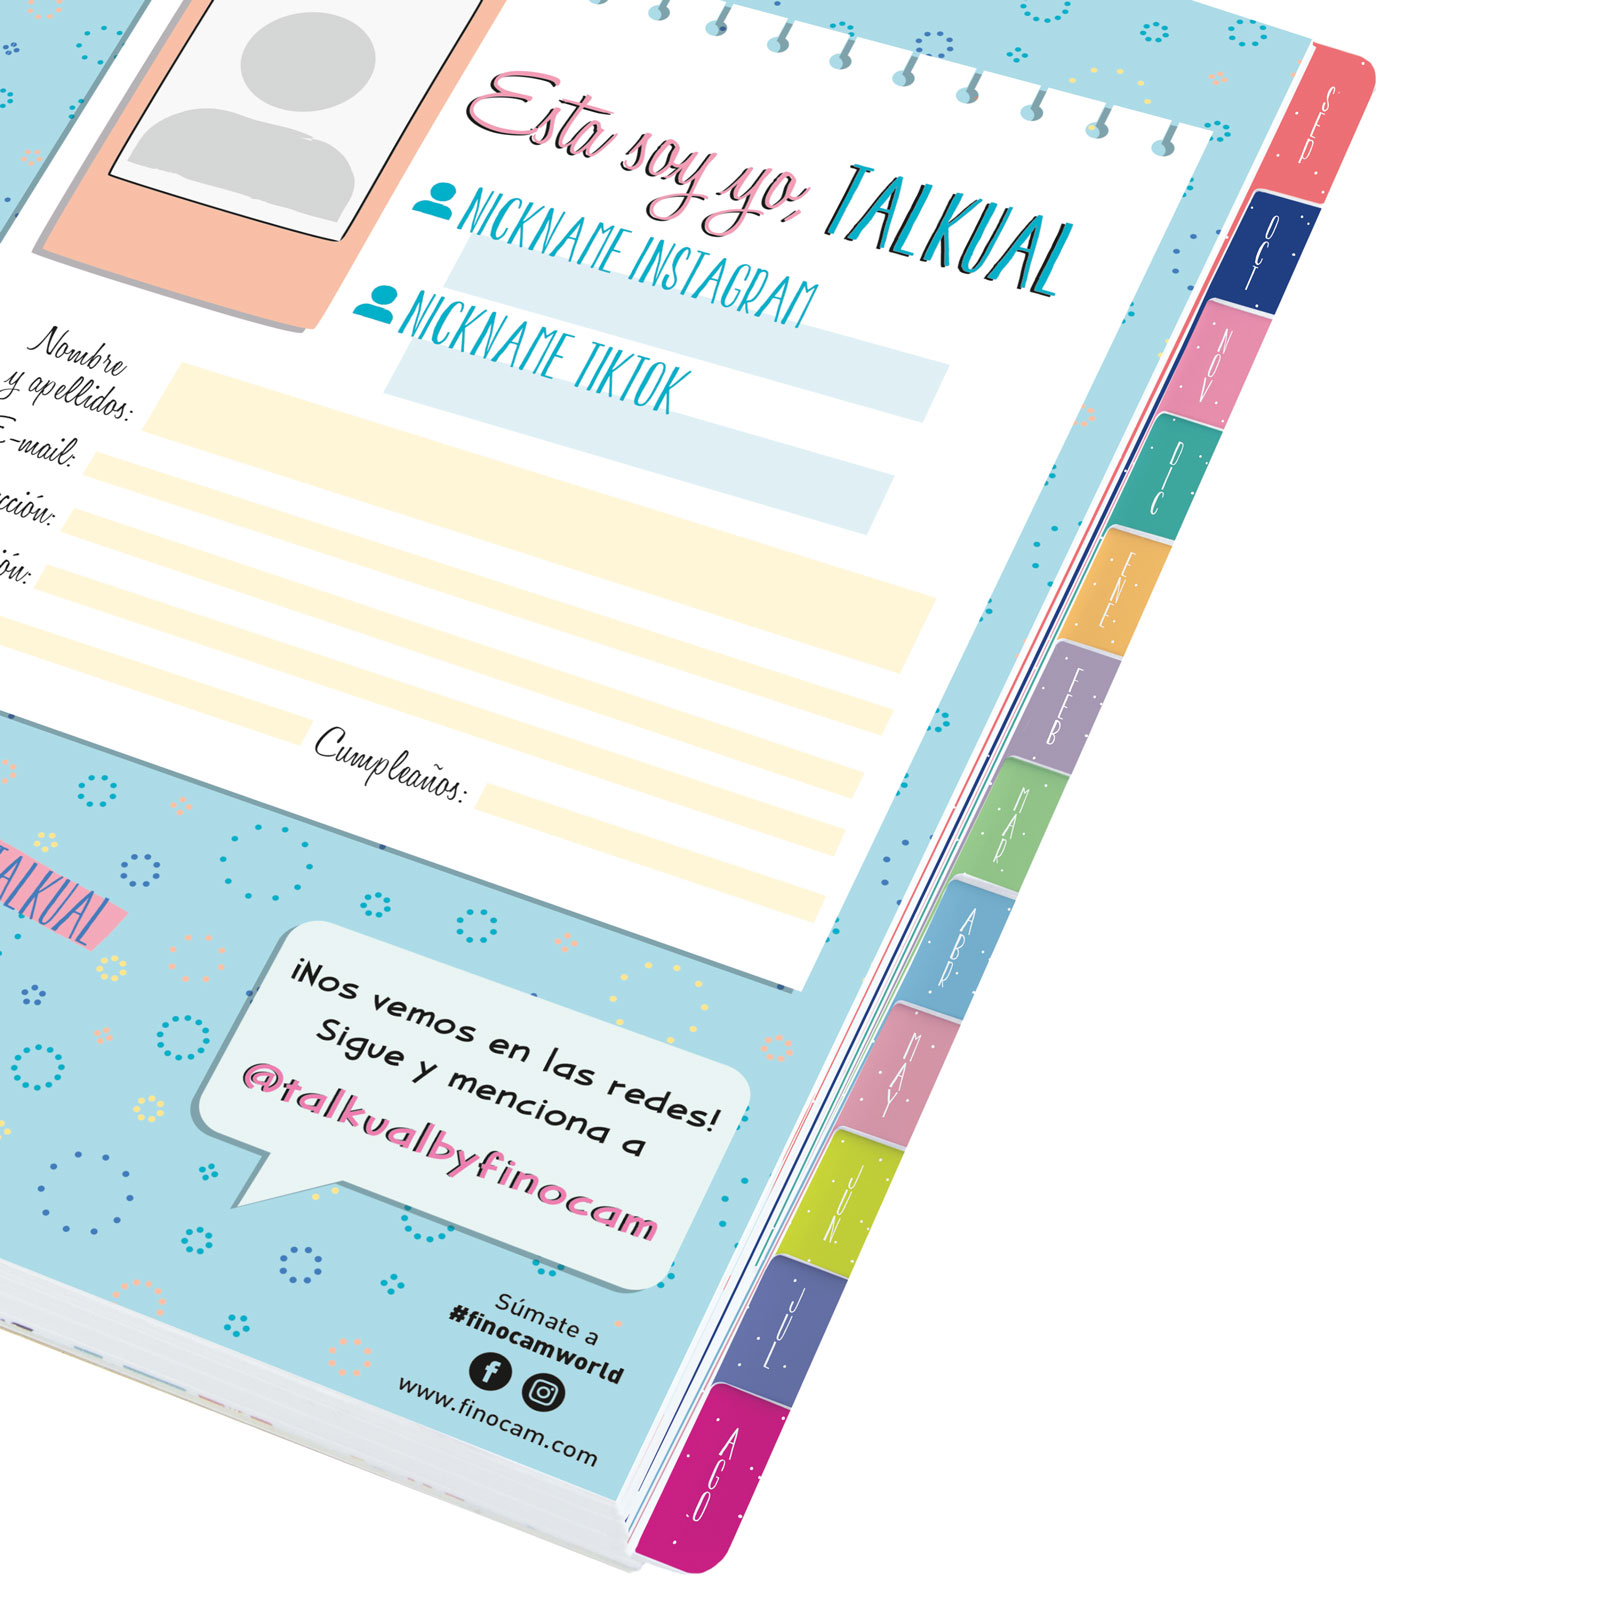 Esta soy yo, TALKUAL
NICKNAME INSTAGRAM
NICKNAME TIKTOK
Nombre
y apellidos:
E-mail:
Cumpleaños:
TALKUAL
¡Nos vemos en las redes!
Sigue y menciona a
@talkualbyfinocam
Súmate a
#finocamworld
www.finocam.com
SEP.
OCT.
NOV.
DIC.
ENE.
FEB.
MAR.
ABR.
MAY.
JUN.
JUL.
AGO.